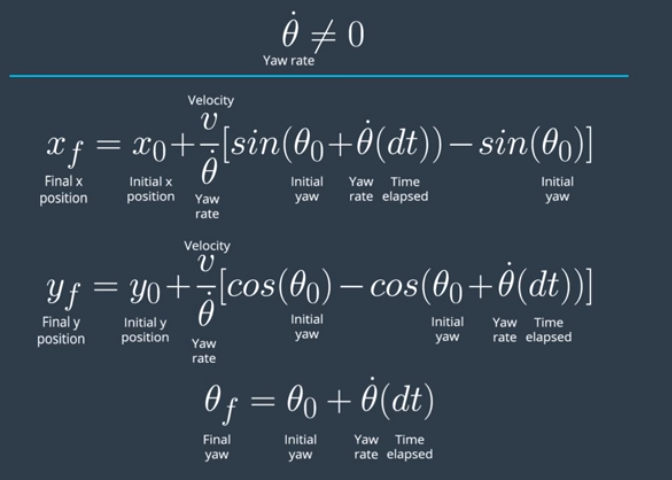 θ̇ ≠ 0
Yaw rate
Velocity
x_f = x_0 + v/θ̇ [sin(θ_0 + θ̇(dt)) − sin(θ_0)]
Final x position Initial x position Yaw rate Initial yaw Yaw rate Time elapsed Initial yaw
Velocity
y_f = y_0 + v/θ̇ [cos(θ_0) − cos(θ_0 + θ̇(dt))]
Final y position Initial y position Yaw rate Initial yaw Initial yaw Yaw rate Time elapsed
θ_f = θ_0 + θ̇(dt)
Final yaw Initial yaw Yaw rate Time elapsed